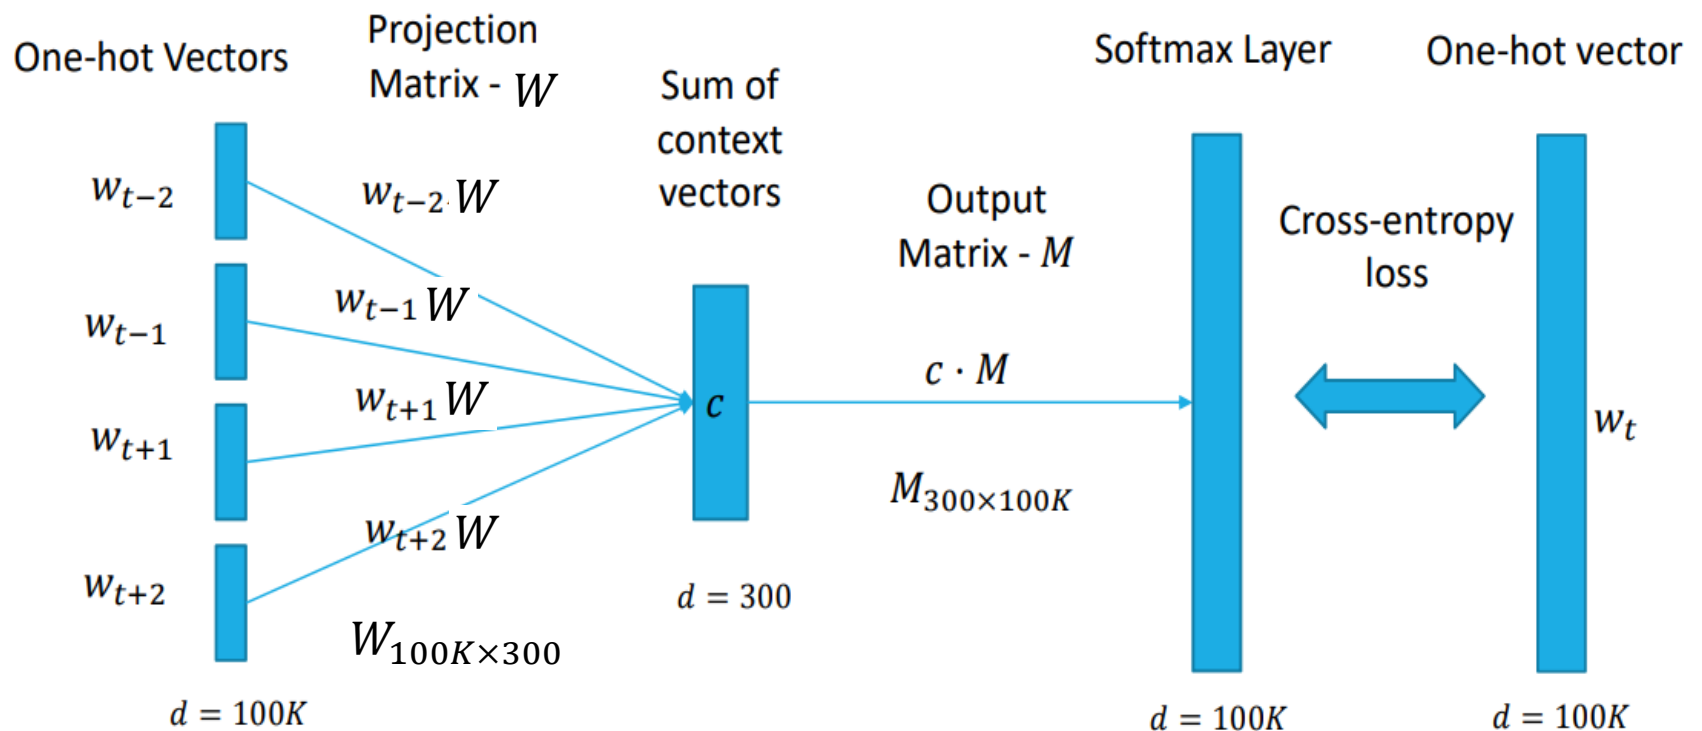 One-hot Vectors
Projection
Matrix - W
Sum of
context
vectors
Softmax Layer
One-hot vector
w_{t−2}
w_{t−2} W
w_{t−1}
w_{t−1} W
w_{t+1}
w_{t+1} W
w_{t+2}
w_{t+2} W
W_{100K×300}
d = 100K
c
d = 300
Output
Matrix - M
c · M
M_{300×100K}
Cross-entropy
loss
w_t
d = 100K
d = 100K